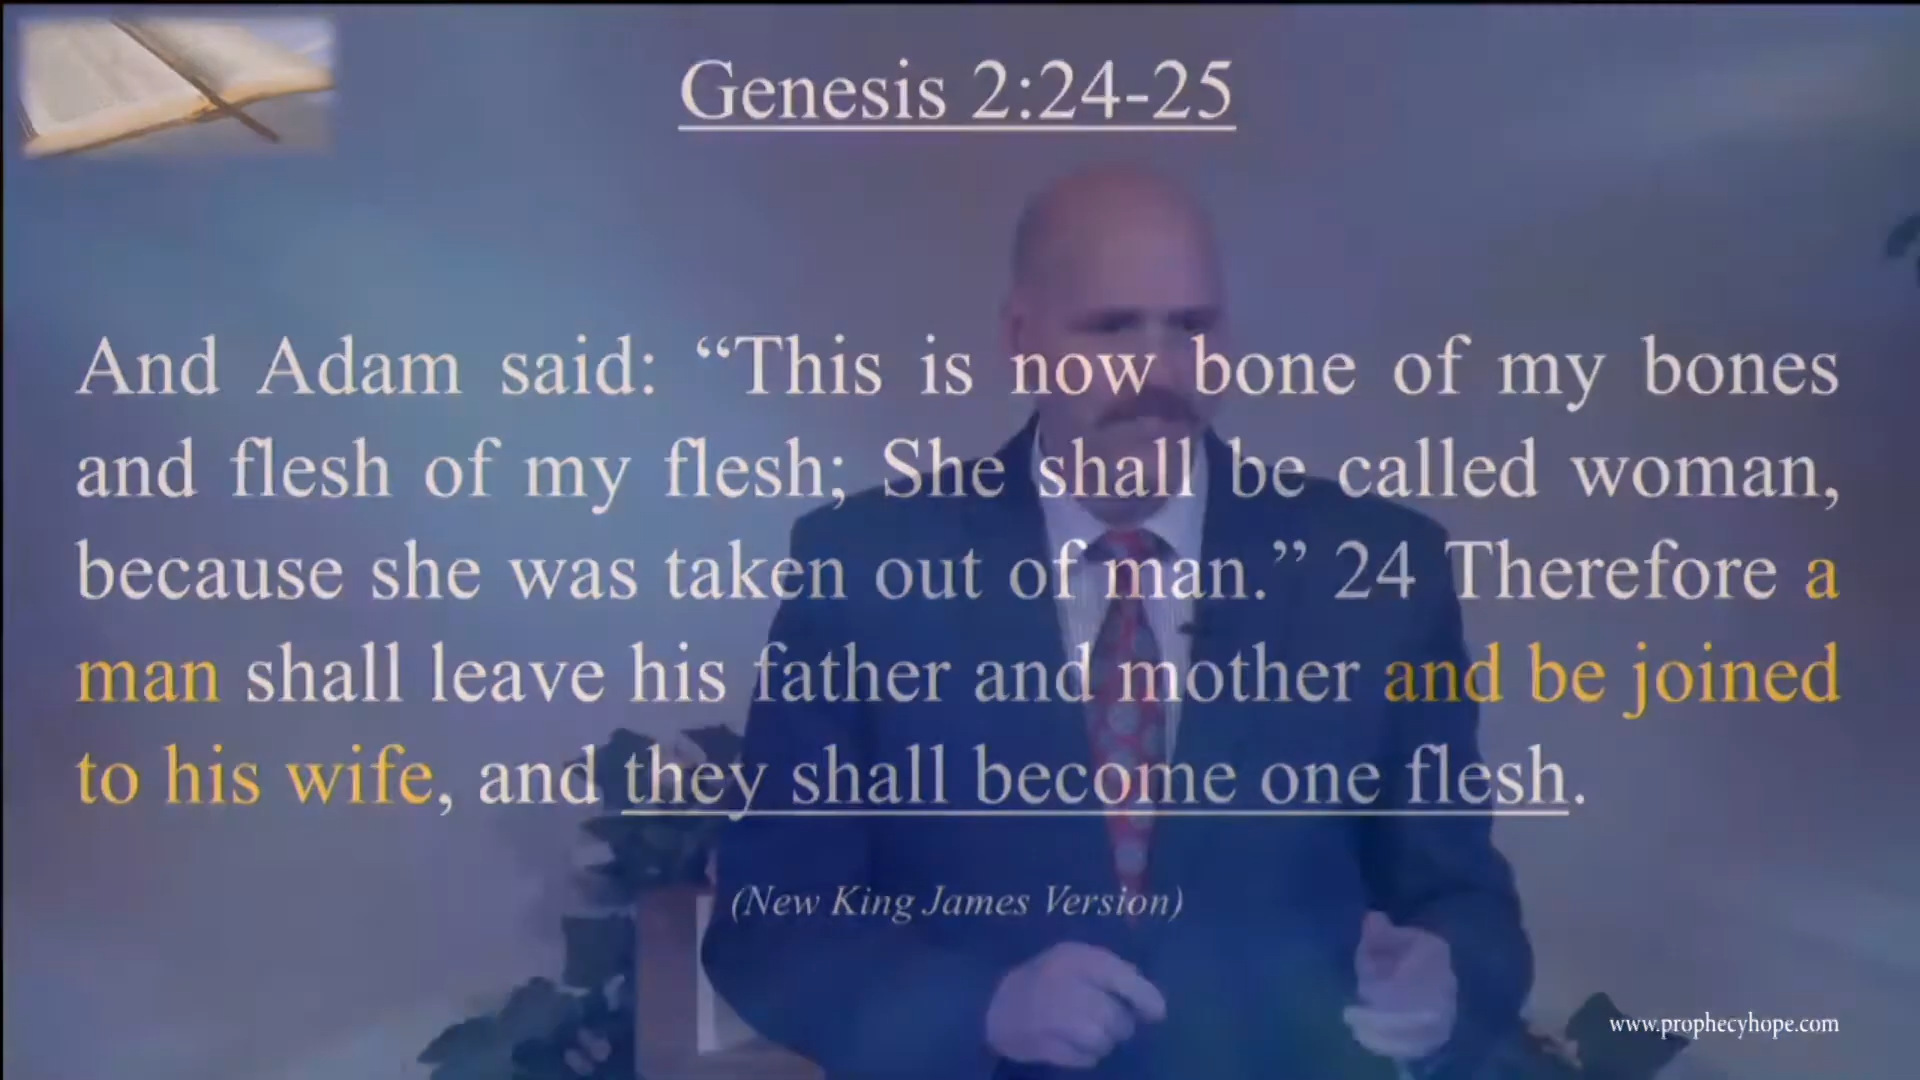 Genesis 2:24-25
And Adam said: “This is now bone of my bones
and flesh of my flesh; She shall be called woman,
because she was taken out of man.” 24 Therefore a
man shall leave his father and mother and be joined
to his wife, and they shall become one flesh.
(New King James Version)
www.prophecyhope.com